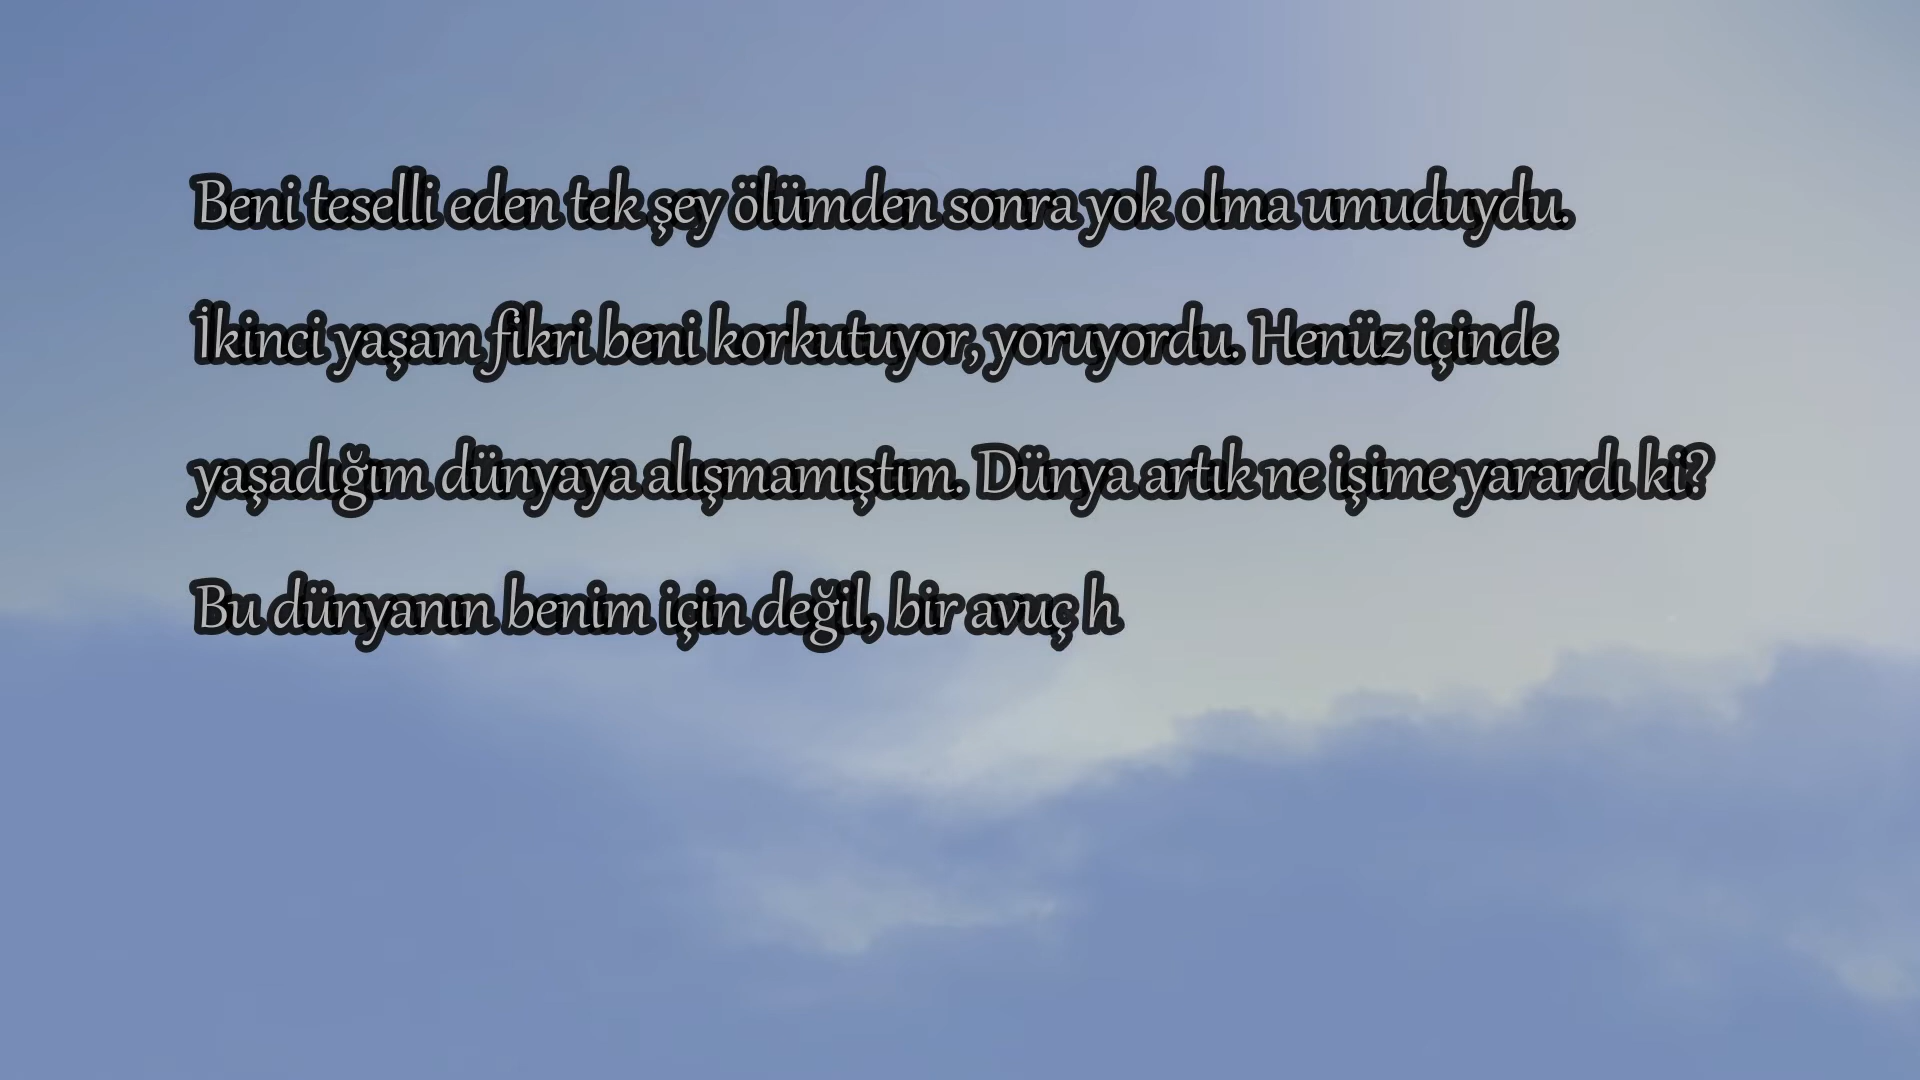 Beni teselli eden tek şey ölümden sonra yok olma umuduydu.
İkinci yaşam fikri beni korkutuyor, yoruyordu. Henüz içinde
yaşadığım dünyaya alışmamıştım. Dünya artık ne işime yarardı ki?
Bu dünyanın benim için değil, bir avuç h